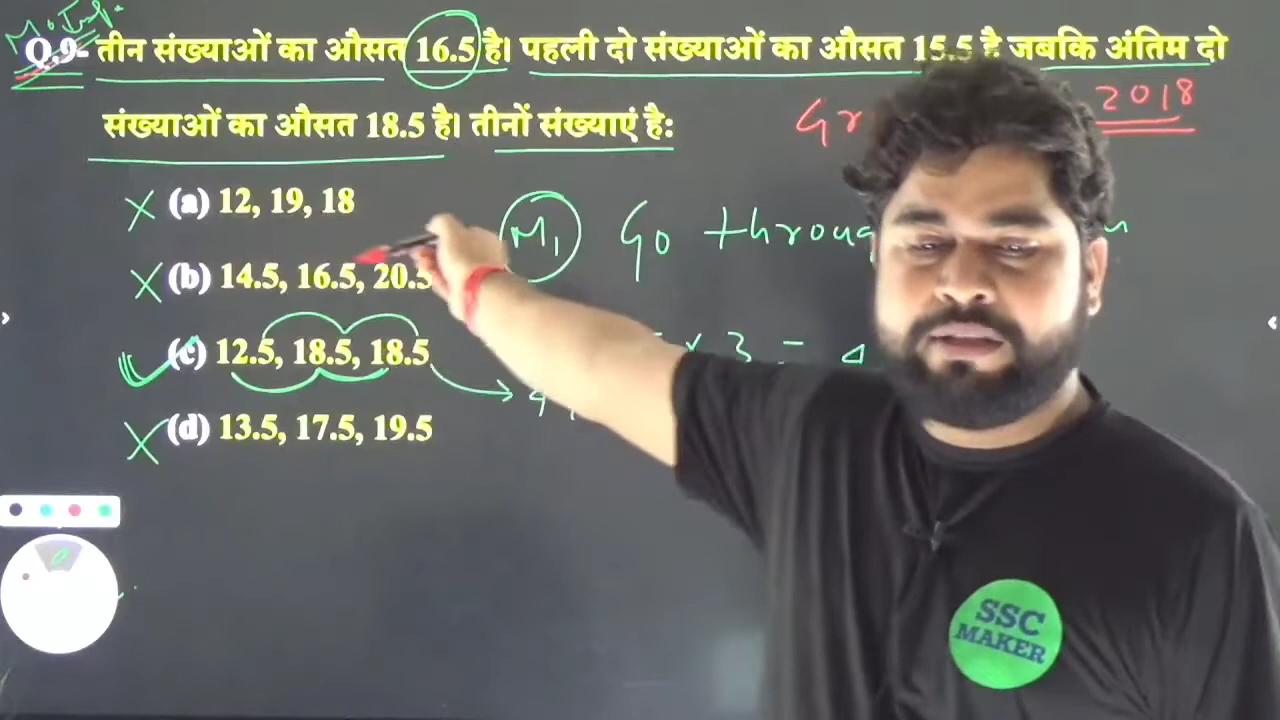 Q.9- तीन संख्याओं का औसत 16.5 है। पहली दो संख्याओं का औसत 15.5 है जबकि अंतिम दो
संख्याओं का औसत 18.5 है। तीनों संख्याएं है:
2018
(a) 12, 19, 18
M1 Go
(b) 14.5, 16.5, 20.5
(c) 12.5, 18.5, 18.5
× 3 = 4
(d) 13.5, 17.5, 19.5
SSC
MAKER